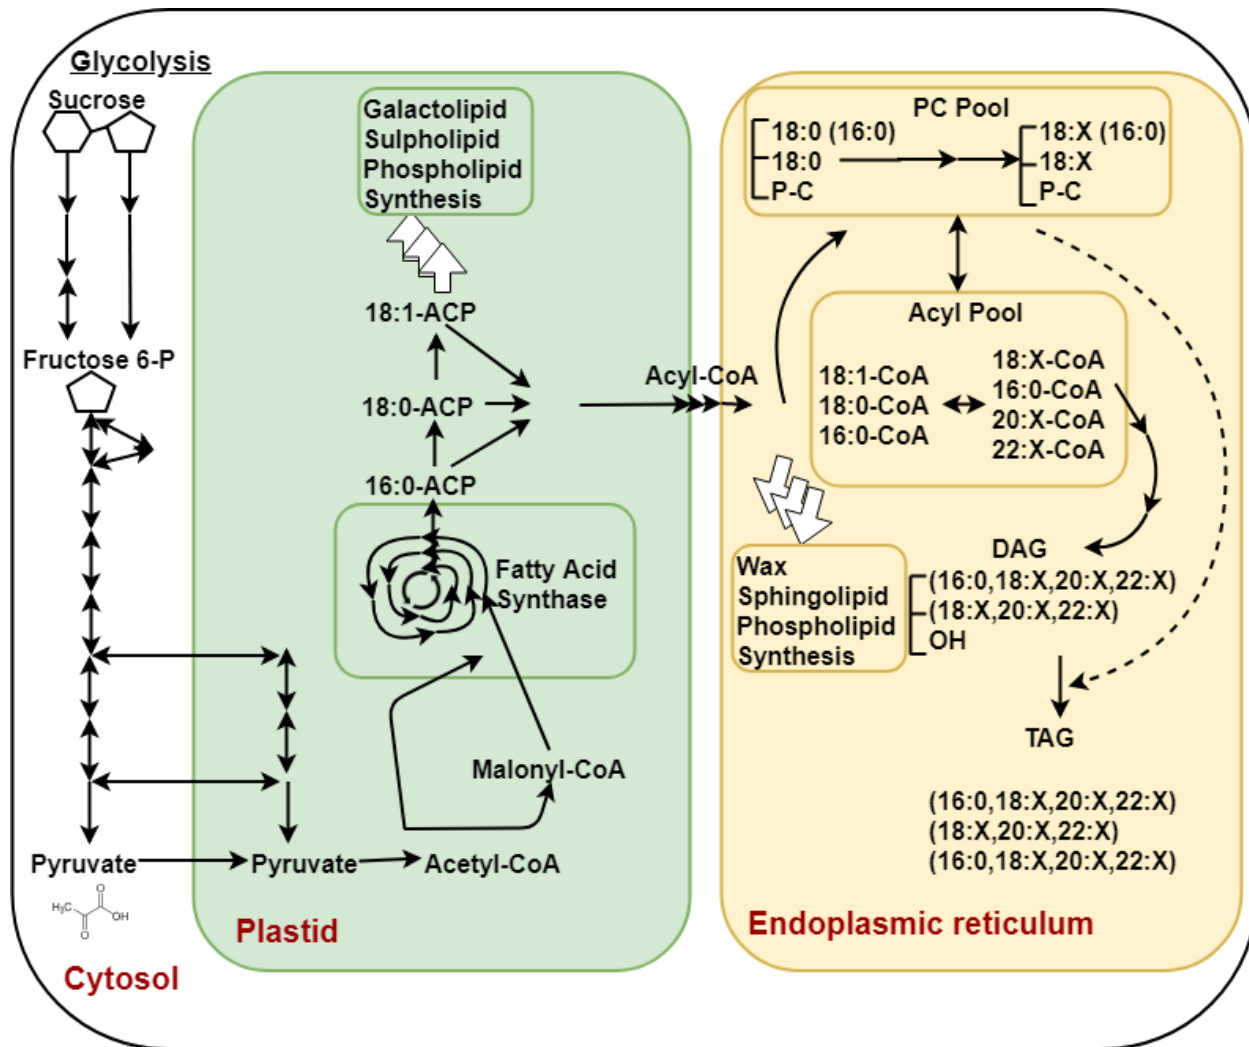 Glycolysis
Sucrose
Fructose 6-P
Pyruvate
H₃C
O
OH
O
Cytosol
Galactolipid
Sulpholipid
Phospholipid
Synthesis
18:1-ACP
18:0-ACP
16:0-ACP
Fatty Acid
Synthase
Malonyl-CoA
Pyruvate
Acetyl-CoA
Plastid
Acyl-CoA
PC Pool
18:0 (16:0)
18:0
P-C
18:X (16:0)
18:X
P-C
Acyl Pool
18:1-CoA
18:0-CoA
16:0-CoA
18:X-CoA
16:0-CoA
20:X-CoA
22:X-CoA
Wax
Sphingolipid
Phospholipid
Synthesis
DAG
(16:0,18:X,20:X,22:X)
(18:X,20:X,22:X)
OH
TAG
(16:0,18:X,20:X,22:X)
(18:X,20:X,22:X)
(16:0,18:X,20:X,22:X)
Endoplasmic reticulum